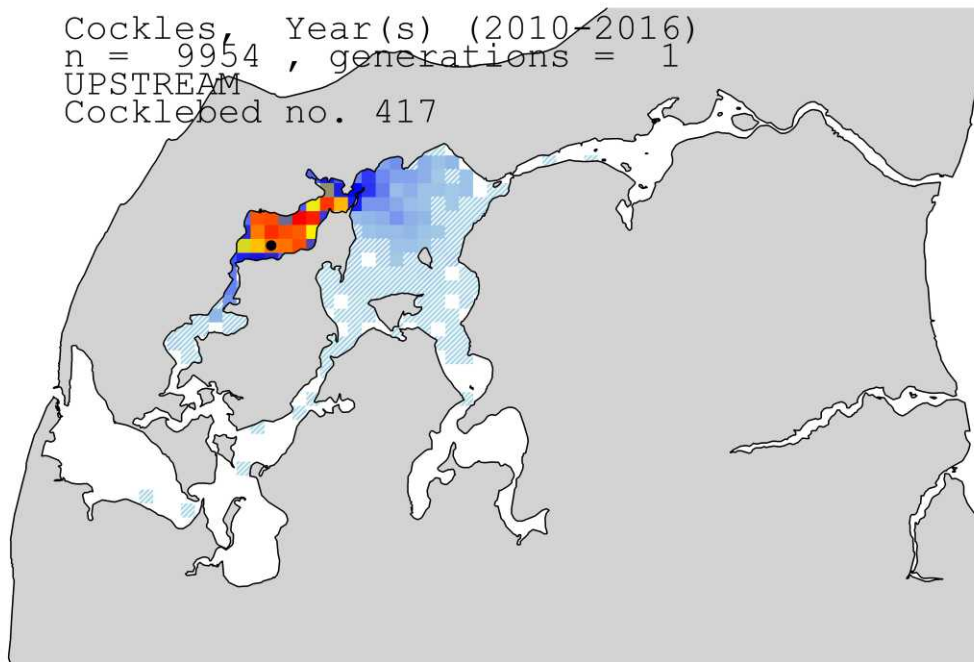 Cockles, Year(s) (2010-2016)
n = 9954 , generations = 1
UPSTREAM
Cocklebed no. 417